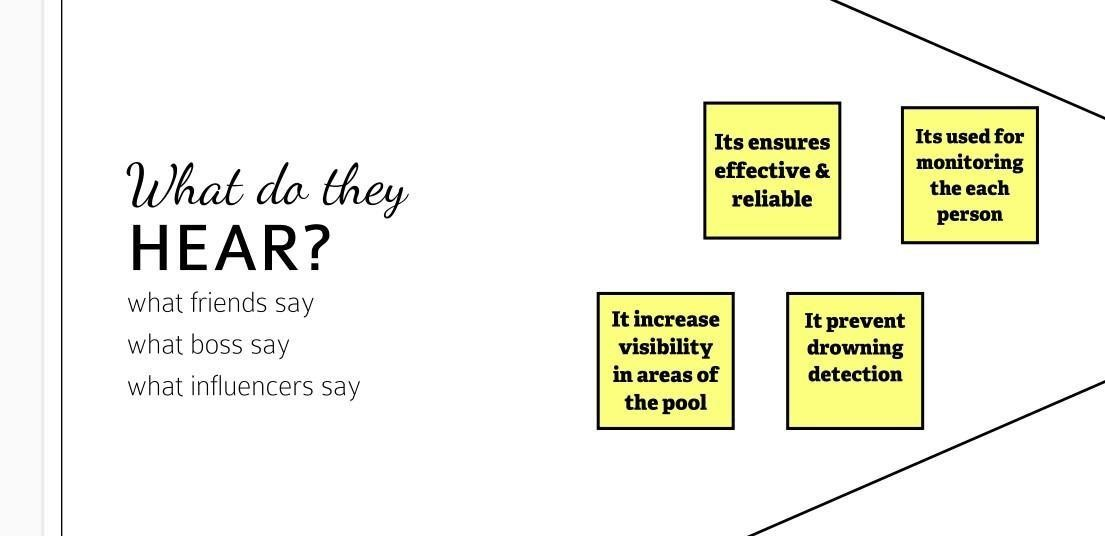 What do they
HEAR?
what friends say
what boss say
what influencers say
Its ensures
effective &
reliable
Its used for
monitoring
the each
person
It increase
visibility
in areas of
the pool
It prevent
drowning
detection